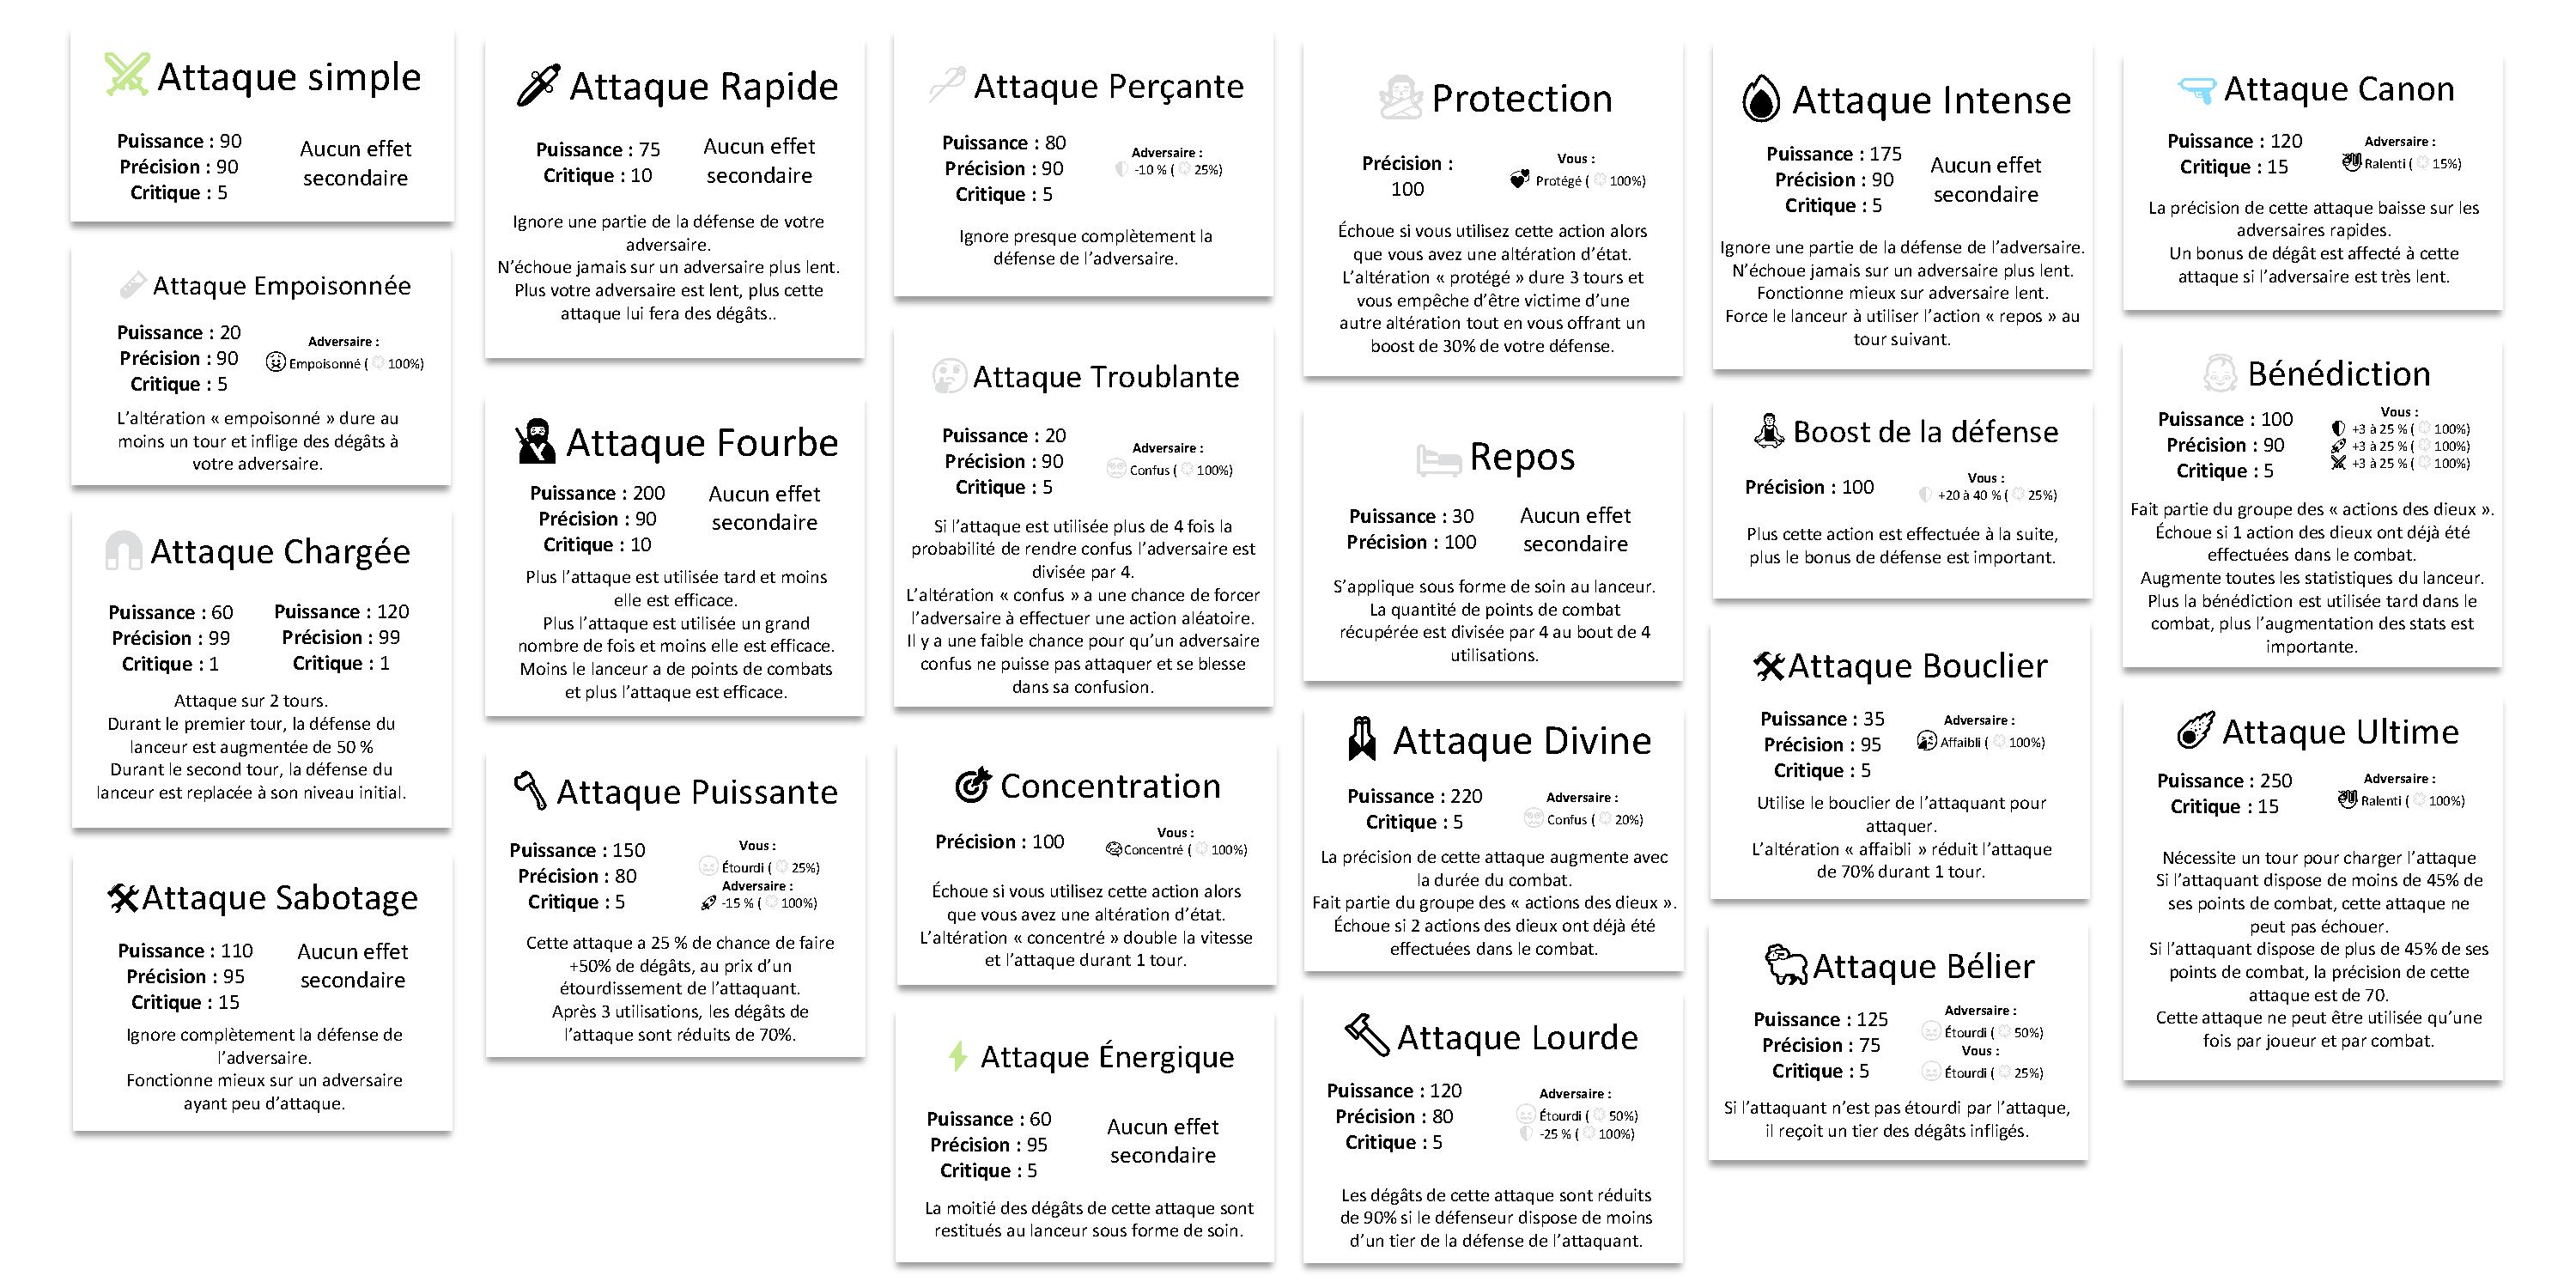 Attaque simple
Puissance : 90
Précision : 90
Critique : 5
Aucun effet
secondaire
Attaque Empoisonnée
Puissance : 20
Précision : 90
Critique : 5
Adversaire :
Empoisonné ( 100%)
L'altération « empoisonné » dure au
moins un tour et inflige des dégâts à
votre adversaire.
Attaque Chargée
Puissance : 60
Précision : 99
Critique : 1
Puissance : 120
Précision : 99
Critique : 1
Attaque sur 2 tours.
Durant le premier tour, la défense du
lanceur est augmentée de 50 %
Durant le second tour, la défense du
lanceur est replacée à son niveau initial.
Attaque Sabotage
Puissance : 110
Précision : 95
Critique : 15
Aucun effet
secondaire
Ignore complètement la défense de
l'adversaire.
Fonctionne mieux sur un adversaire
ayant peu d'attaque.
Attaque Rapide
Puissance : 75
Critique : 10
Aucun effet
secondaire
Ignore une partie de la défense de votre
adversaire.
N'échoue jamais sur un adversaire plus lent.
Plus votre adversaire est lent, plus cette
attaque lui fera des dégâts..
Attaque Fourbe
Puissance : 200
Précision : 90
Critique : 10
Aucun effet
secondaire
Plus l'attaque est utilisée tard et moins
elle est efficace.
Plus l'attaque est utilisée un grand
nombre de fois et moins elle est efficace.
Moins le lanceur a de points de combats
et plus l'attaque est efficace.
Attaque Puissante
Puissance : 150
Précision : 80
Critique : 5
Vous :
Étourdi ( 25%)
Adversaire :
-15 % ( 100%)
Cette attaque a 25 % de chance de faire
+50% de dégâts, au prix d'un
étourdissement de l'attaquant.
Après 3 utilisations, les dégâts de
l'attaque sont réduits de 70%.
Attaque Perçante
Puissance : 80
Précision : 90
Critique : 5
Adversaire :
-10 % ( 25%)
Ignore presque complètement la
défense de l'adversaire.
Attaque Troublante
Puissance : 20
Précision : 90
Critique : 5
Adversaire :
Confus ( 100%)
Si l'attaque est utilisée plus de 4 fois la
probabilité de rendre confus l'adversaire est
divisée par 4.
L'altération « confus » a une chance de forcer
l'adversaire à effectuer une action aléatoire.
Il y a une faible chance pour qu'un adversaire
confus ne puisse pas attaquer et se blesse
dans sa confusion.
Concentration
Précision : 100
Vous :
Concentré ( 100%)
Échoue si vous utilisez cette action alors
que vous avez une altération d'état.
L'altération « concentré » double la vitesse
et l'attaque durant 1 tour.
Attaque Énergique
Puissance : 60
Précision : 95
Critique : 5
Aucun effet
secondaire
La moitié des dégâts de cette attaque sont
restitués au lanceur sous forme de soin.
Protection
Précision :
100
Vous :
Protégé ( 100%)
Échoue si vous utilisez cette action alors
que vous avez une altération d'état.
L'altération « protégé » dure 3 tours et
vous empêche d'être victime d'une
autre altération tout en vous offrant un
boost de 30% de votre défense.
Repos
Puissance : 30
Précision : 100
Aucun effet
secondaire
S'applique sous forme de soin au lanceur.
La quantité de points de combat
récupérée est divisée par 4 au bout de 4
utilisations.
Attaque Divine
Puissance : 220
Critique : 5
Adversaire :
Confus ( 20%)
La précision de cette attaque augmente avec
la durée du combat.
Fait partie du groupe des « actions des dieux ».
Échoue si 2 actions des dieux ont déjà été
effectuées dans le combat.
Attaque Lourde
Puissance : 120
Précision : 80
Critique : 5
Adversaire :
Étourdi ( 50%)
-25 % ( 100%)
Les dégâts de cette attaque sont réduits
de 90% si le défenseur dispose de moins
d'un tier de la défense de l'attaquant.
Attaque Intense
Puissance : 175
Précision : 90
Critique : 5
Aucun effet
secondaire
Ignore une partie de la défense de l'adversaire.
N'échoue jamais sur un adversaire plus lent.
Fonctionne mieux sur adversaire lent.
Force le lanceur à utiliser l'action « repos » au
tour suivant.
Boost de la défense
Précision : 100
Vous :
+20 à 40 % ( 25%)
Plus cette action est effectuée à la suite,
plus le bonus de défense est important.
Attaque Bouclier
Puissance : 35
Précision : 95
Critique : 5
Adversaire :
Affaibli ( 100%)
Utilise le bouclier de l'attaquant pour
attaquer.
L'altération « affaibli » réduit l'attaque
de 70% durant 1 tour.
Attaque Bélier
Puissance : 125
Précision : 75
Critique : 5
Adversaire :
Étourdi ( 50%)
Vous :
Étourdi ( 25%)
Si l'attaquant n'est pas étourdi par l'attaque,
il reçoit un tier des dégâts infligés.
Attaque Canon
Puissance : 120
Critique : 15
Adversaire :
Ralenti ( 15%)
La précision de cette attaque baisse sur les
adversaires rapides.
Un bonus de dégât est affecté à cette
attaque si l'adversaire est très lent.
Bénédiction
Puissance : 100
Précision : 90
Critique : 5
Vous :
+3 à 25 % ( 100%)
+3 à 25 % ( 100%)
+3 à 25 % ( 100%)
Fait partie du groupe des « actions des dieux ».
Échoue si 1 action des dieux ont déjà été
effectuées dans le combat.
Augmente toutes les statistiques du lanceur.
Plus la bénédiction est utilisée tard dans le
combat, plus l'augmentation des stats est
importante.
Attaque Ultime
Puissance : 250
Critique : 15
Adversaire :
Ralenti ( 100%)
Nécessite un tour pour charger l'attaque
Si l'attaquant dispose de moins de 45% de
ses points de combat, cette attaque ne
peut pas échouer.
Si l'attaquant dispose de plus de 45% de ses
points de combat, la précision de cette
attaque est de 70.
Cette attaque ne peut être utilisée qu'une
fois par joueur et par combat.